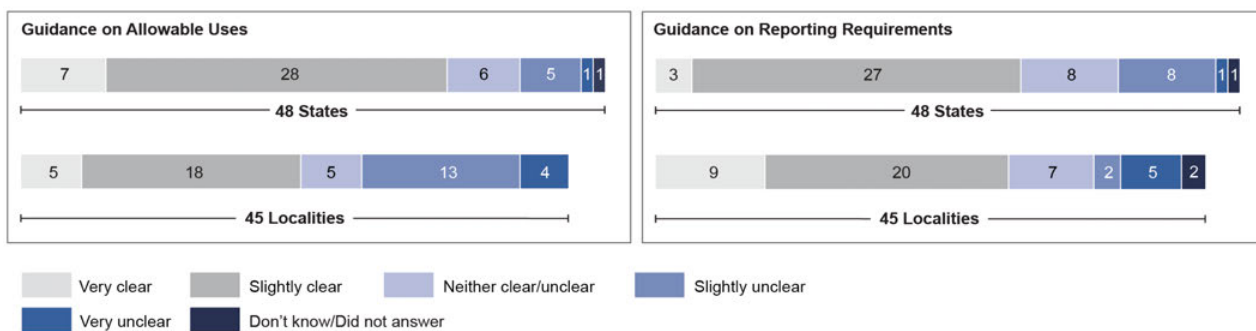 Guidance on Allowable Uses
7 28 6 5 1 1
48 States
5 18 5 13 4
45 Localities
Guidance on Reporting Requirements
3 27 8 8 1 1
48 States
9 20 7 2 5 2
45 Localities
Very clear Slightly clear Neither clear/unclear Slightly unclear
Very unclear Don't know/Did not answer